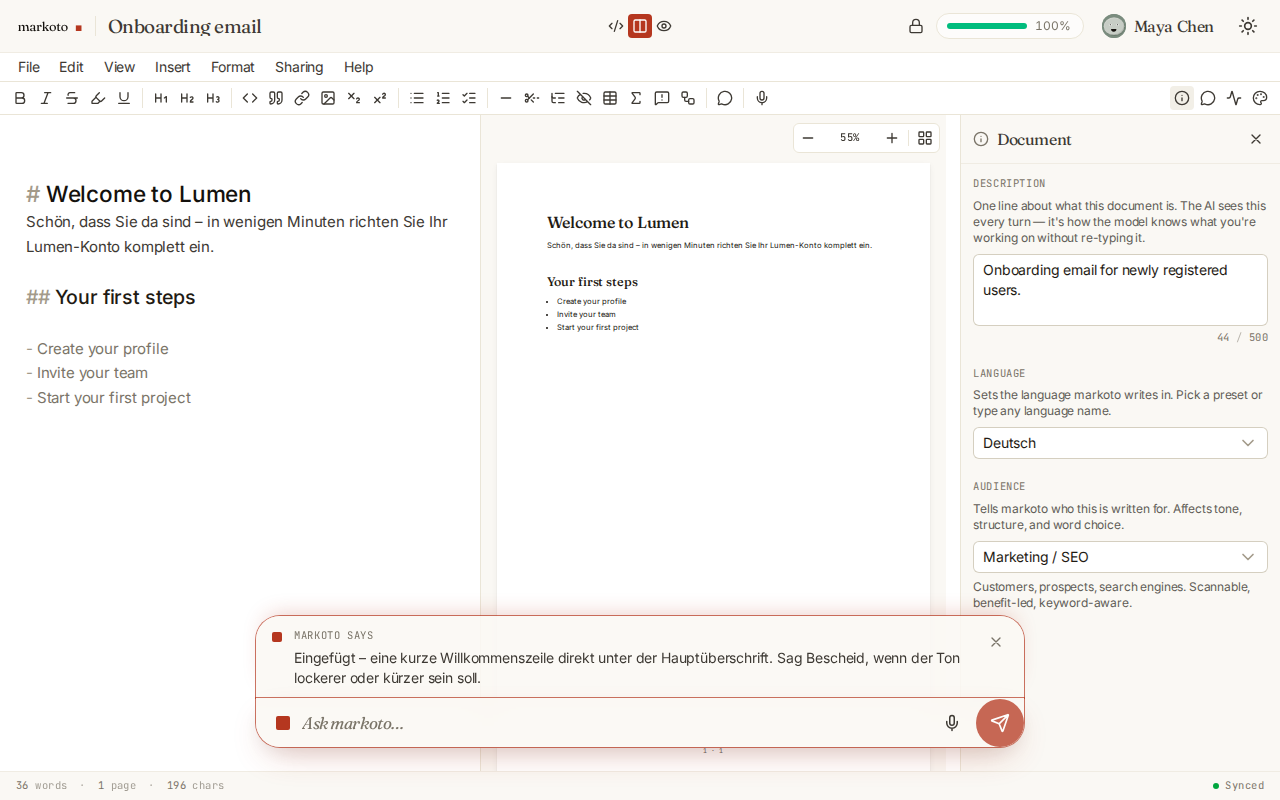 markoto
Onboarding email
100%
Maya Chen
File Edit View Insert Format Sharing Help
H1 H2 H3
X2 x2
55%
# Welcome to Lumen
Schön, dass Sie da sind – in wenigen Minuten richten Sie Ihr
Lumen-Konto komplett ein.
## Your first steps
- Create your profile
- Invite your team
- Start your first project
Welcome to Lumen
Schön, dass Sie da sind – in wenigen Minuten richten Sie Ihr Lumen-Konto komplett ein.
Your first steps
• Create your profile
• Invite your team
• Start your first project
1 · 1
Document
DESCRIPTION
One line about what this document is. The AI sees this
every turn — it's how the model knows what you're
working on without re-typing it.
Onboarding email for newly registered
users.
44 / 500
LANGUAGE
Sets the language markoto writes in. Pick a preset or
type any language name.
Deutsch
AUDIENCE
Tells markoto who this is written for. Affects tone,
structure, and word choice.
Marketing / SEO
Customers, prospects, search engines. Scannable,
benefit-led, keyword-aware.
MARKOTO SAYS
Eingefügt – eine kurze Willkommenszeile direkt unter der Hauptüberschrift. Sag Bescheid, wenn der Ton
lockerer oder kürzer sein soll.
Ask markoto...
36 words · 1 page · 196 chars
Synced